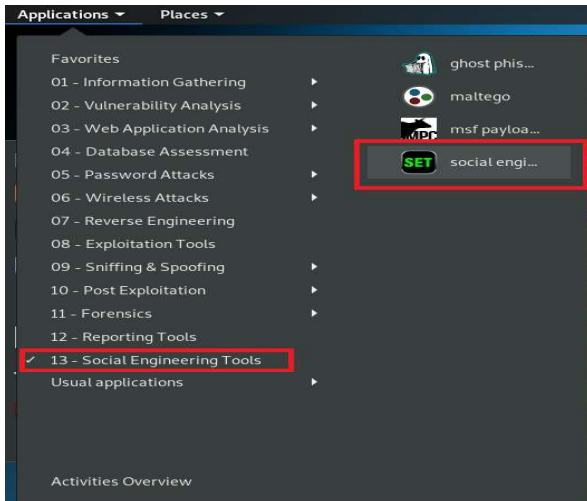 Applications Places
Favorites
01 - Information Gathering
02 - Vulnerability Analysis
03 - Web Application Analysis
04 - Database Assessment
05 - Password Attacks
06 - Wireless Attacks
07 - Reverse Engineering
08 - Exploitation Tools
09 - Sniffing & Spoofing
10 - Post Exploitation
11 - Forensics
12 - Reporting Tools
13 - Social Engineering Tools
Usual applications
Activities Overview
ghost phis...
maltego
MPC msf payloa...
SET social engi...